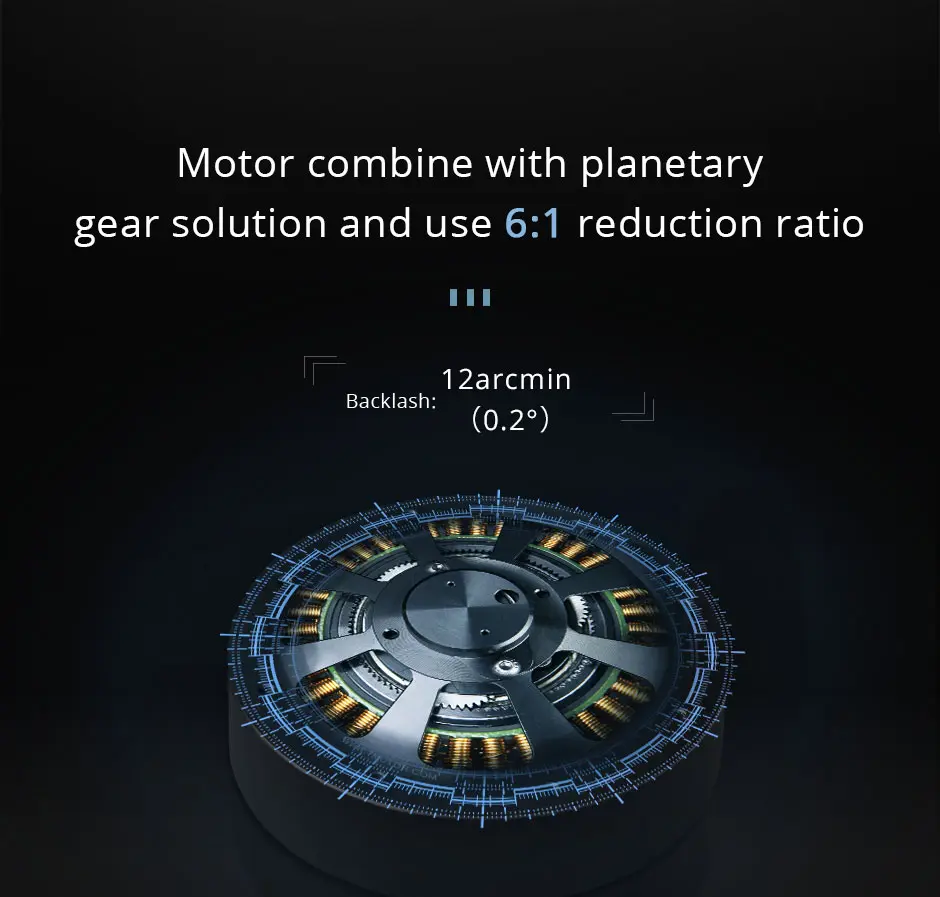 Motor combine with planetary
gear solution and use 6:1 reduction ratio
Backlash:
12arcmin
(0.2°)